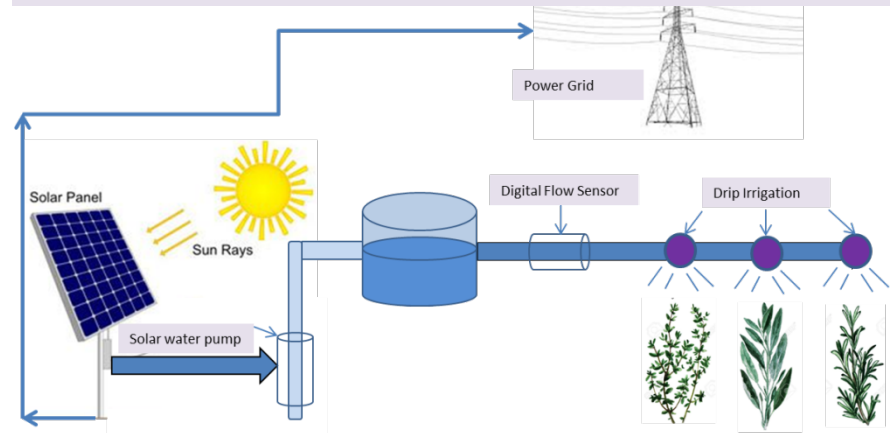 Power Grid
Solar Panel
Sun Rays
Digital Flow Sensor
Drip Irrigation
Solar water pump